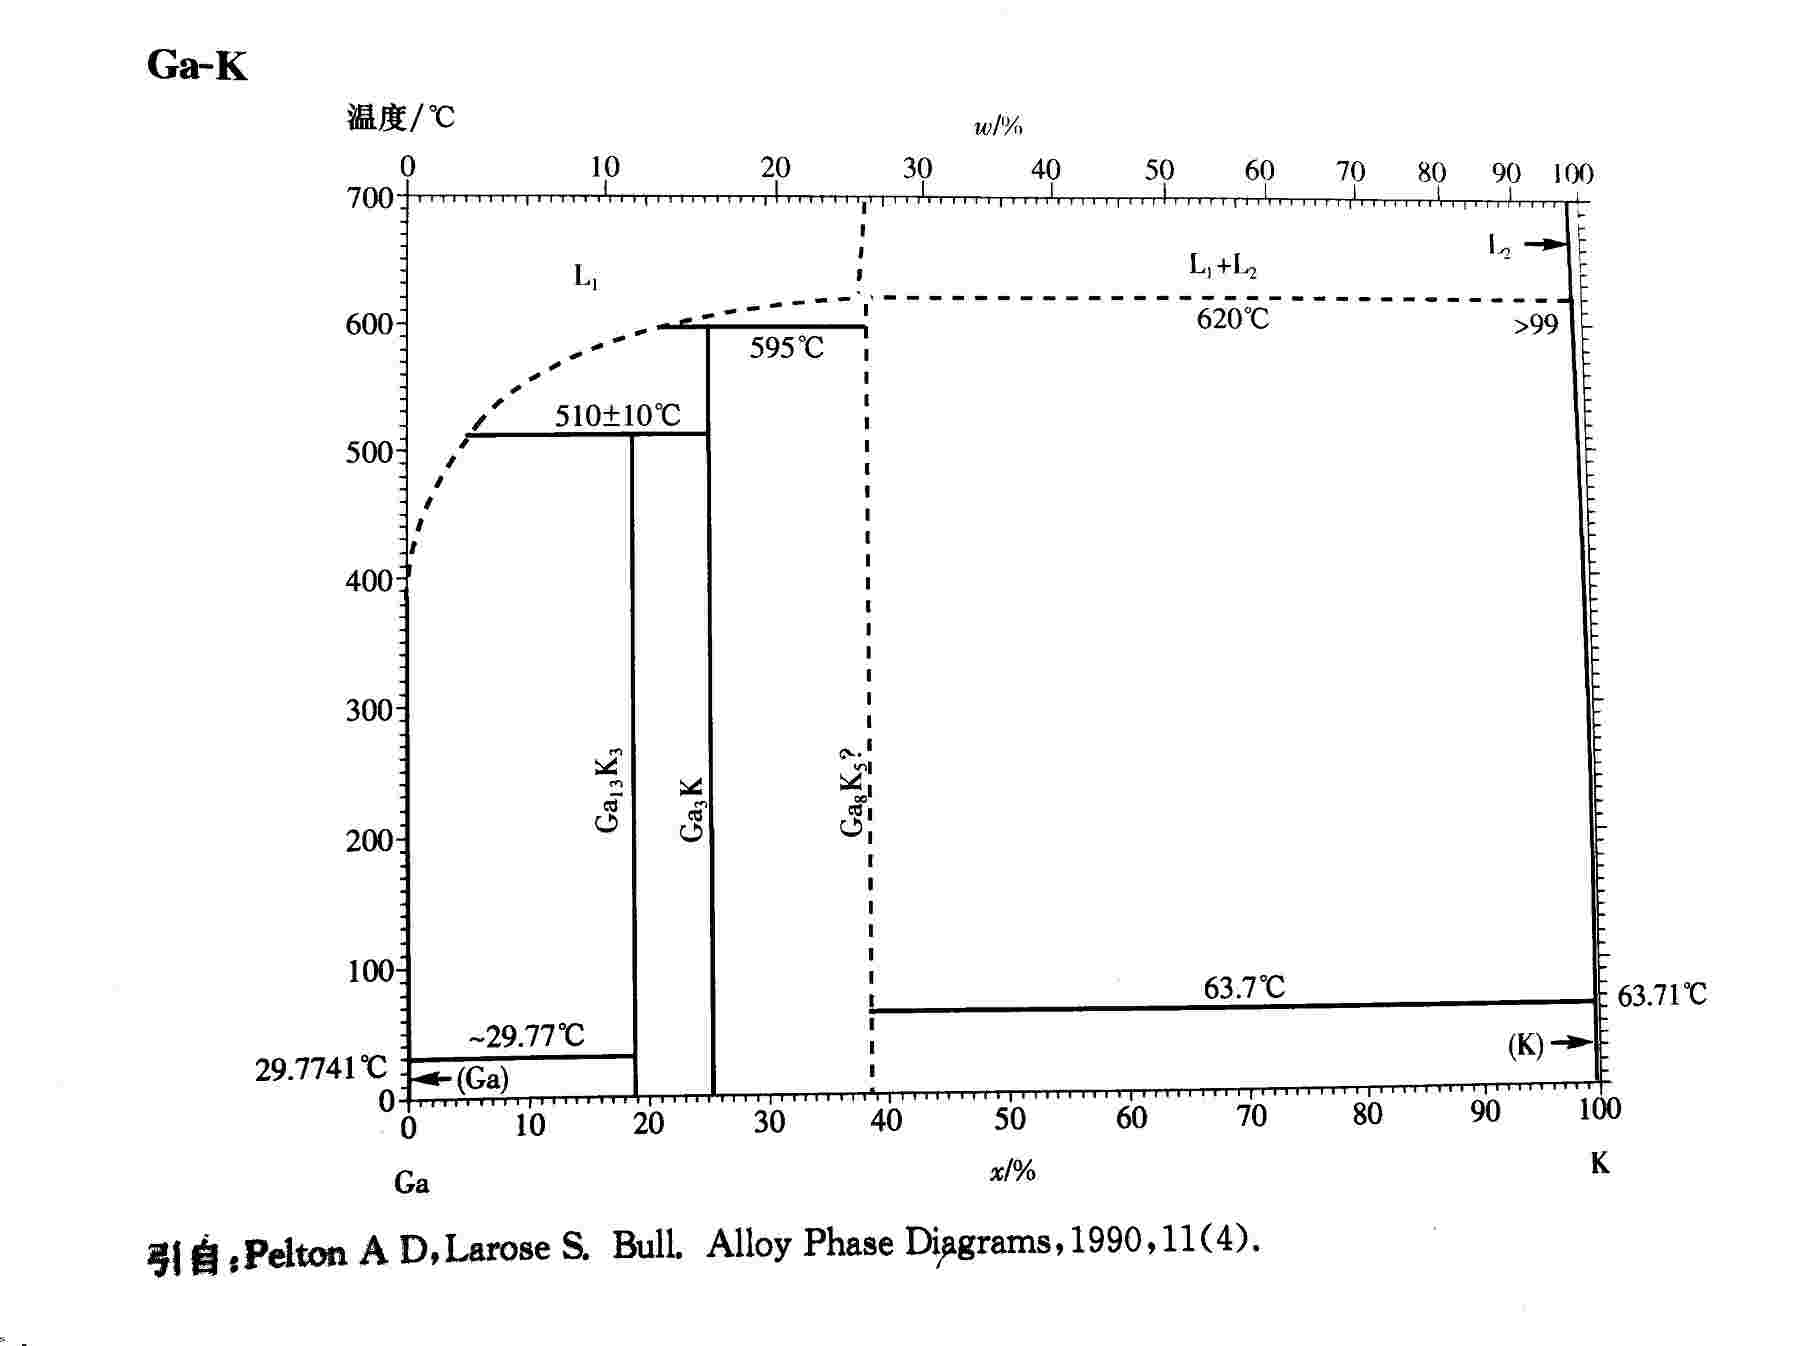 Ga-K
温度/℃
w/%
0 10 20 30 40 50 60 70 80 90 100
700
L₂
L₁+L₂
L₁
600
620℃
>99
595℃
510±10℃
500
400
300
Ga₁₃K₃
Ga₃K
Ga₈K₅?
200
100
63.7℃
63.71℃
~29.77℃
(K)
29.7741℃
(Ga)
0
0 10 20 30 40 50 60 70 80 90 100
Ga
x/%
K
引自:Pelton A D,Larose S. Bull. Alloy Phase Diagrams,1990,11(4).